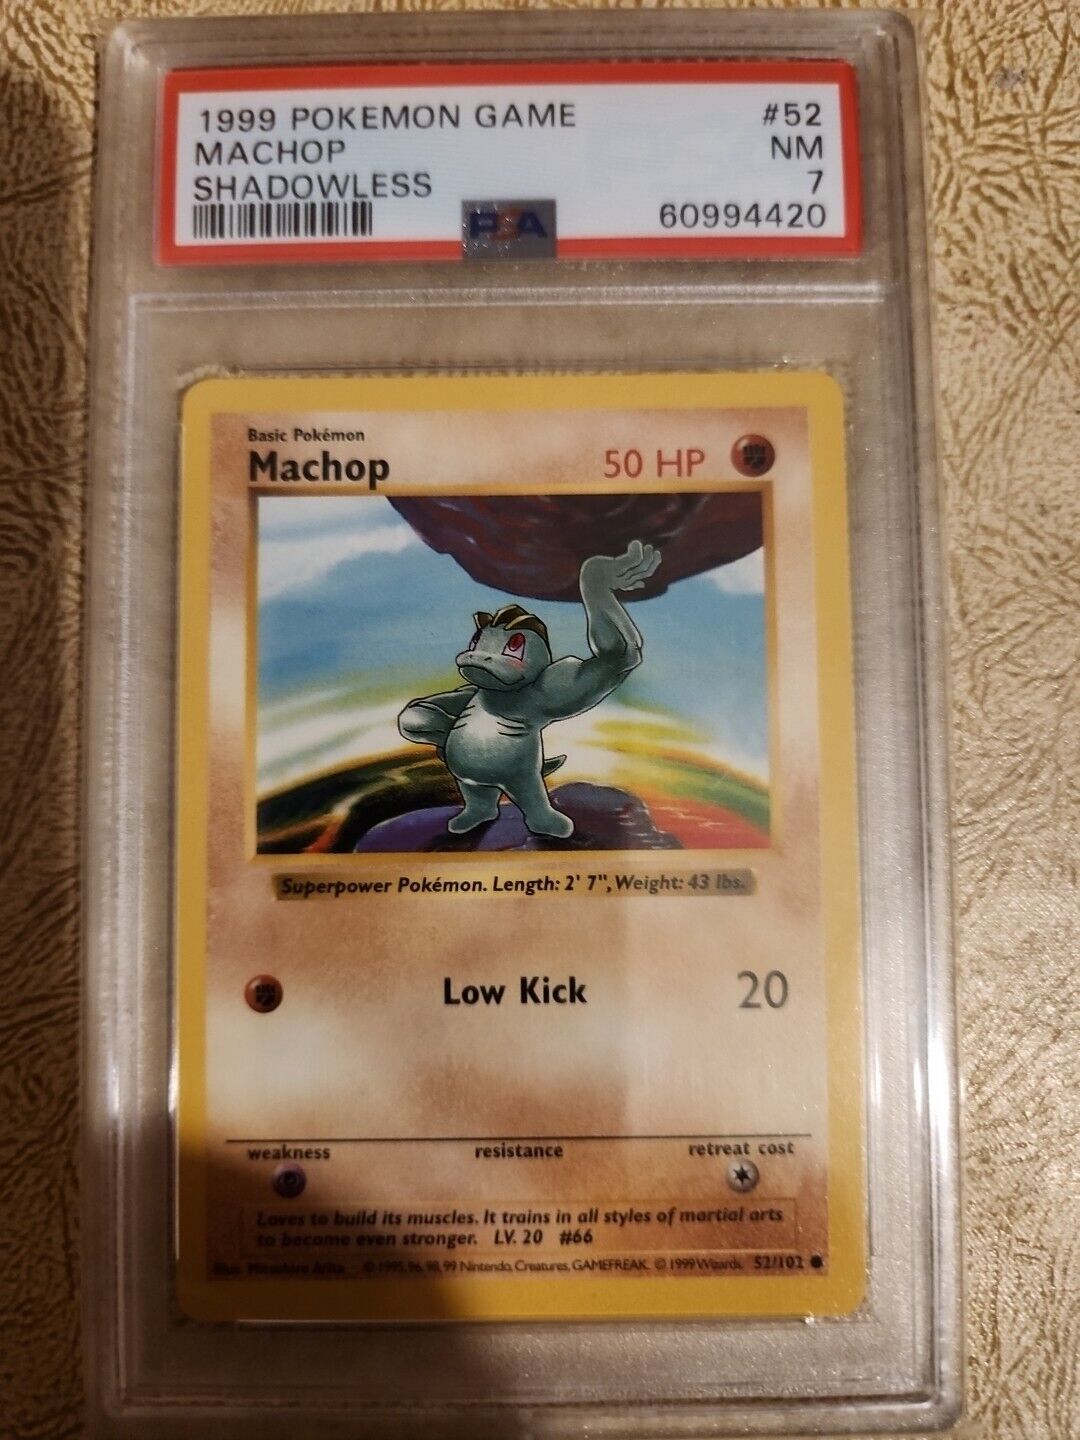 1999 POKEMON GAME #52
MACHOP NM
SHADOWLESS 7
PSA 60994420
Basic Pokémon
Machop 50 HP
Superpower Pokémon. Length: 2' 7", Weight: 43 lbs.
Low Kick 20
weakness resistance retreat cost
Loves to build its muscles. It trains in all styles of martial arts
to become even stronger. LV. 20 #66
Illus. Mitsuhiro Arita © 1995, 96, 98, 99 Nintendo, Creatures, GAMEFREAK. © 1999 Wizards. 52/102